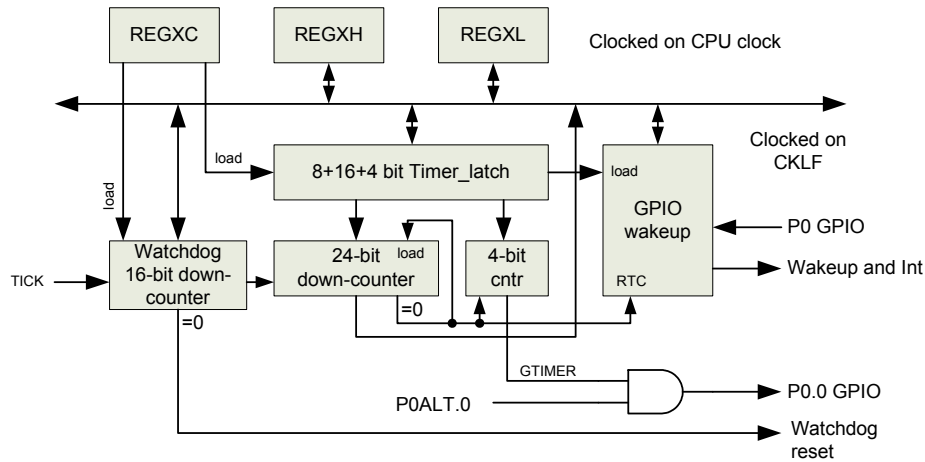 REGXC
REGXH
REGXL
Clocked on CPU clock
Clocked on
CKLF
load
load
8+16+4 bit Timer_latch
load
GPIO
wakeup
RTC
P0 GPIO
Wakeup and Int
TICK
Watchdog
16-bit down-
counter
=0
24-bit
down-counter
load
=0
4-bit
cntr
GTIMER
P0ALT.0
P0.0 GPIO
Watchdog
reset